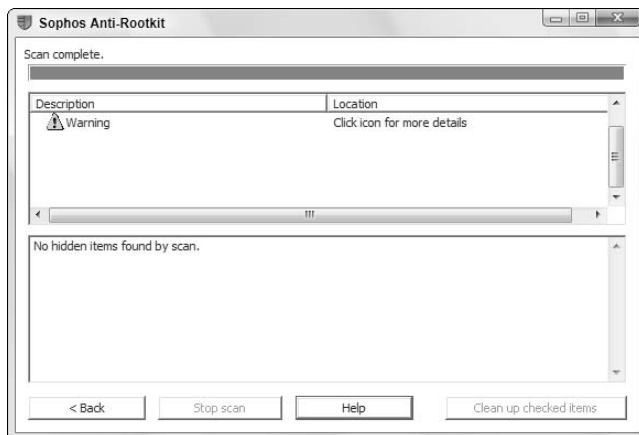 Sophos Anti-Rootkit
Scan complete.
Description Location
Warning Click icon for more details
No hidden items found by scan.
< Back Stop scan Help Clean up checked items